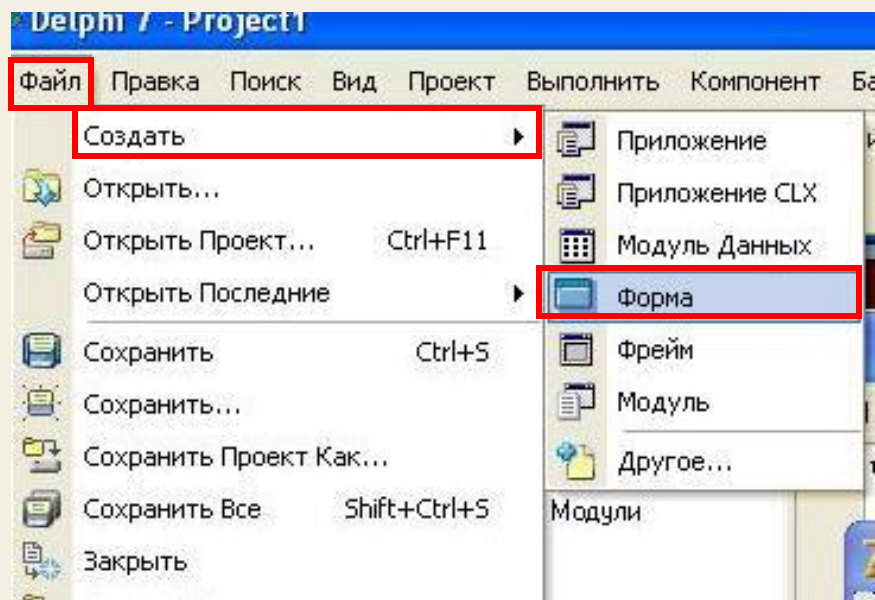 Delphi 7 - Project1
Файл Правка Поиск Вид Проект Выполнить Компонент
Создать
Открыть...
Открыть Проект... Ctrl+F11
Открыть Последние
Сохранить Ctrl+S
Сохранить...
Сохранить Проект Как...
Сохранить Все Shift+Ctrl+S
Закрыть
Приложение
Приложение CLX
Модуль Данных
Форма
Фрейм
Модуль
Другое...
Модули